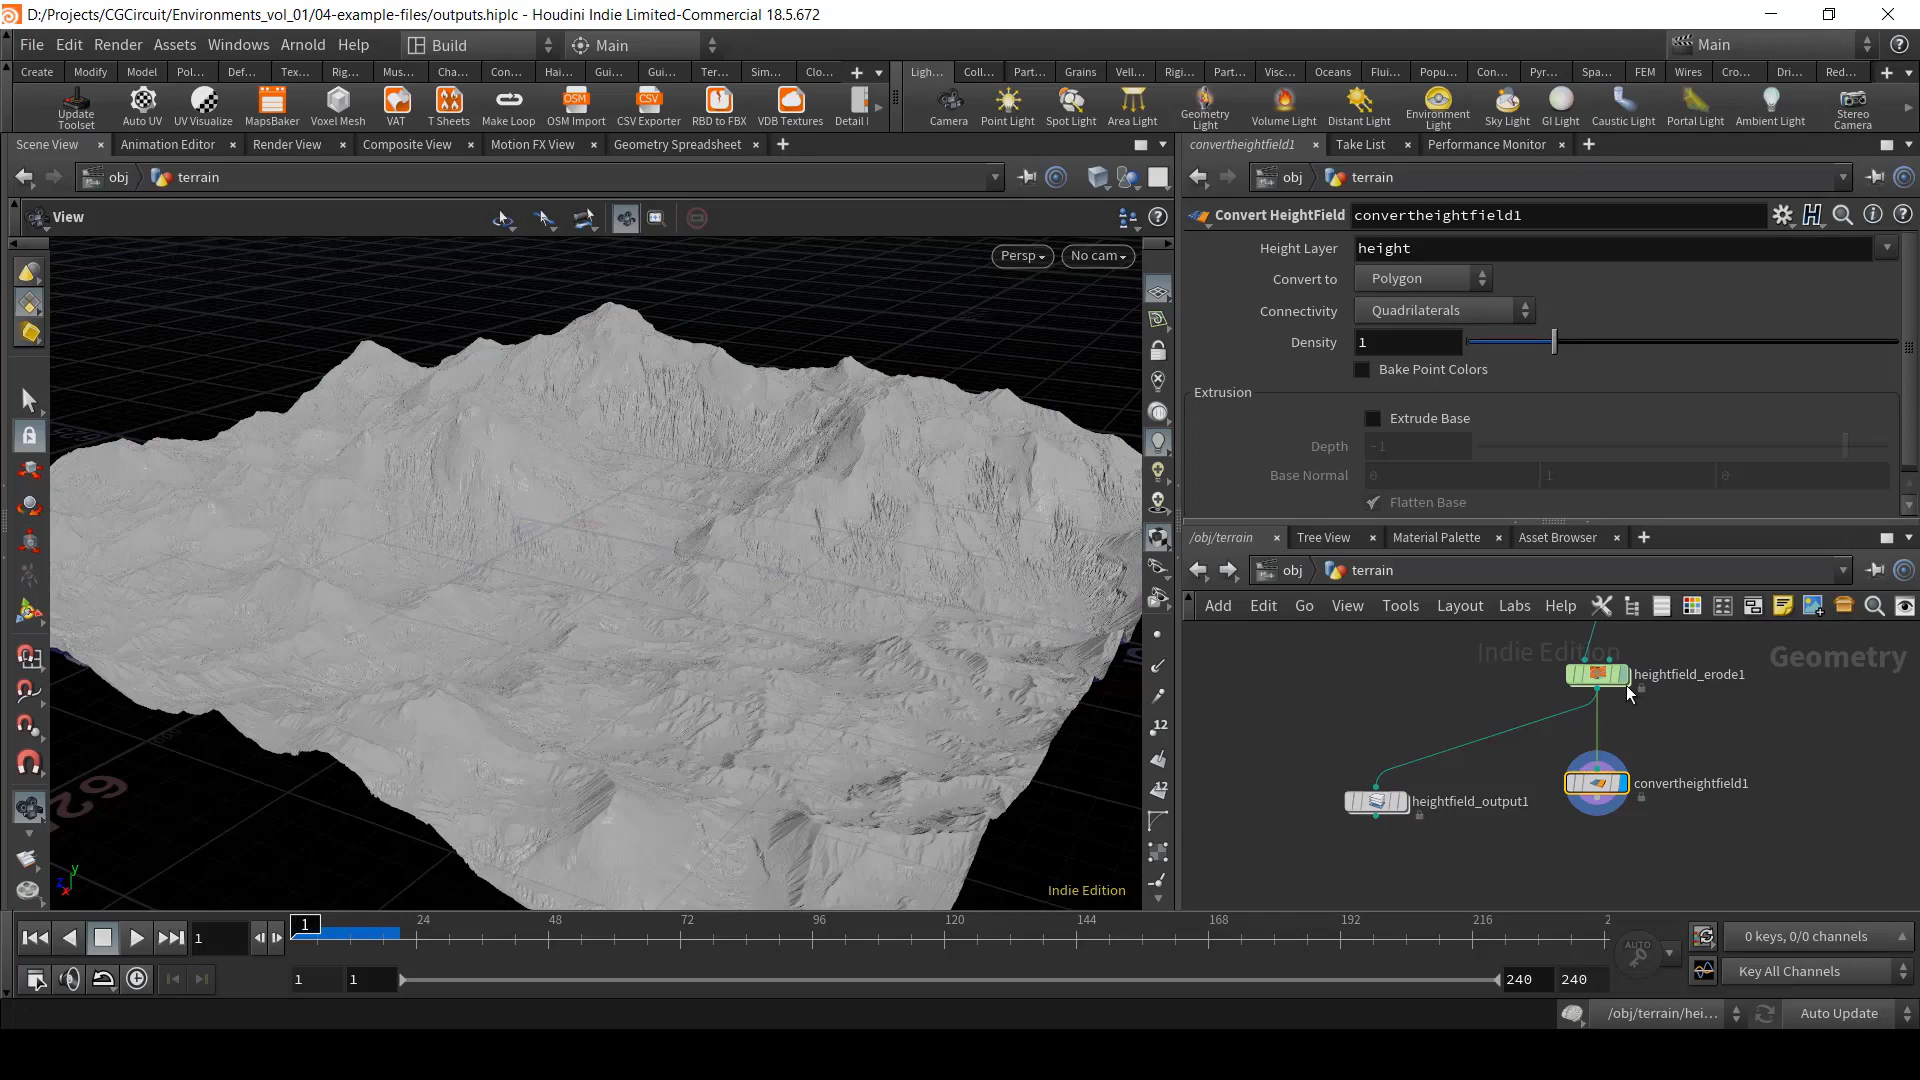 D:/Projects/CGCircuit/Environments_vol_01/04-example-files/outputs.hiplc - Houdini Indie Limited-Commercial 18.5.672
File Edit Render Assets Windows Arnold Help Build Main Main
Create Modify Model Pol... Def... Tex... Rig... Mus... Cha... Con... Hai... Gui... Gui... Ter... Sim... Clo... Ligh... Coll... Part... Grains Vell... Rigi... Part... Visc... Oceans Flui... Popu... Con... Pyr... Spa... FEM Wires Cro... Dri... Red...
Update Toolset Auto UV UV Visualize MapsBaker Voxel Mesh VAT T Sheets Make Loop OSM Import CSV Exporter RBD to FBX VDB Textures Detail Camera Point Light Spot Light Area Light Geometry Light Volume Light Distant Light Environment Light Sky Light GI Light Caustic Light Portal Light Ambient Light Stereo Camera
Scene View Animation Editor Render View Composite View Motion FX View Geometry Spreadsheet
obj terrain
View
Persp No cam
Indie Edition
convertheightfield1 Take List Performance Monitor
obj terrain
Convert HeightField convertheightfield1
Height Layer height
Convert to Polygon
Connectivity Quadrilaterals
Density 1
Bake Point Colors
Extrusion
Extrude Base
Depth -1
Base Normal 0 1 0
Flatten Base
/obj/terrain Tree View Material Palette Asset Browser
obj terrain
Add Edit Go View Tools Layout Labs Help
Indie Edition Geometry
heightfield_erode1
convertheightfield1
heightfield_output1
1 1 24 48 72 96 120 144 168 192 216 2
AUTO
0 keys, 0/0 channels
1 1 240 240
Key All Channels
/obj/terrain/hei... Auto Update